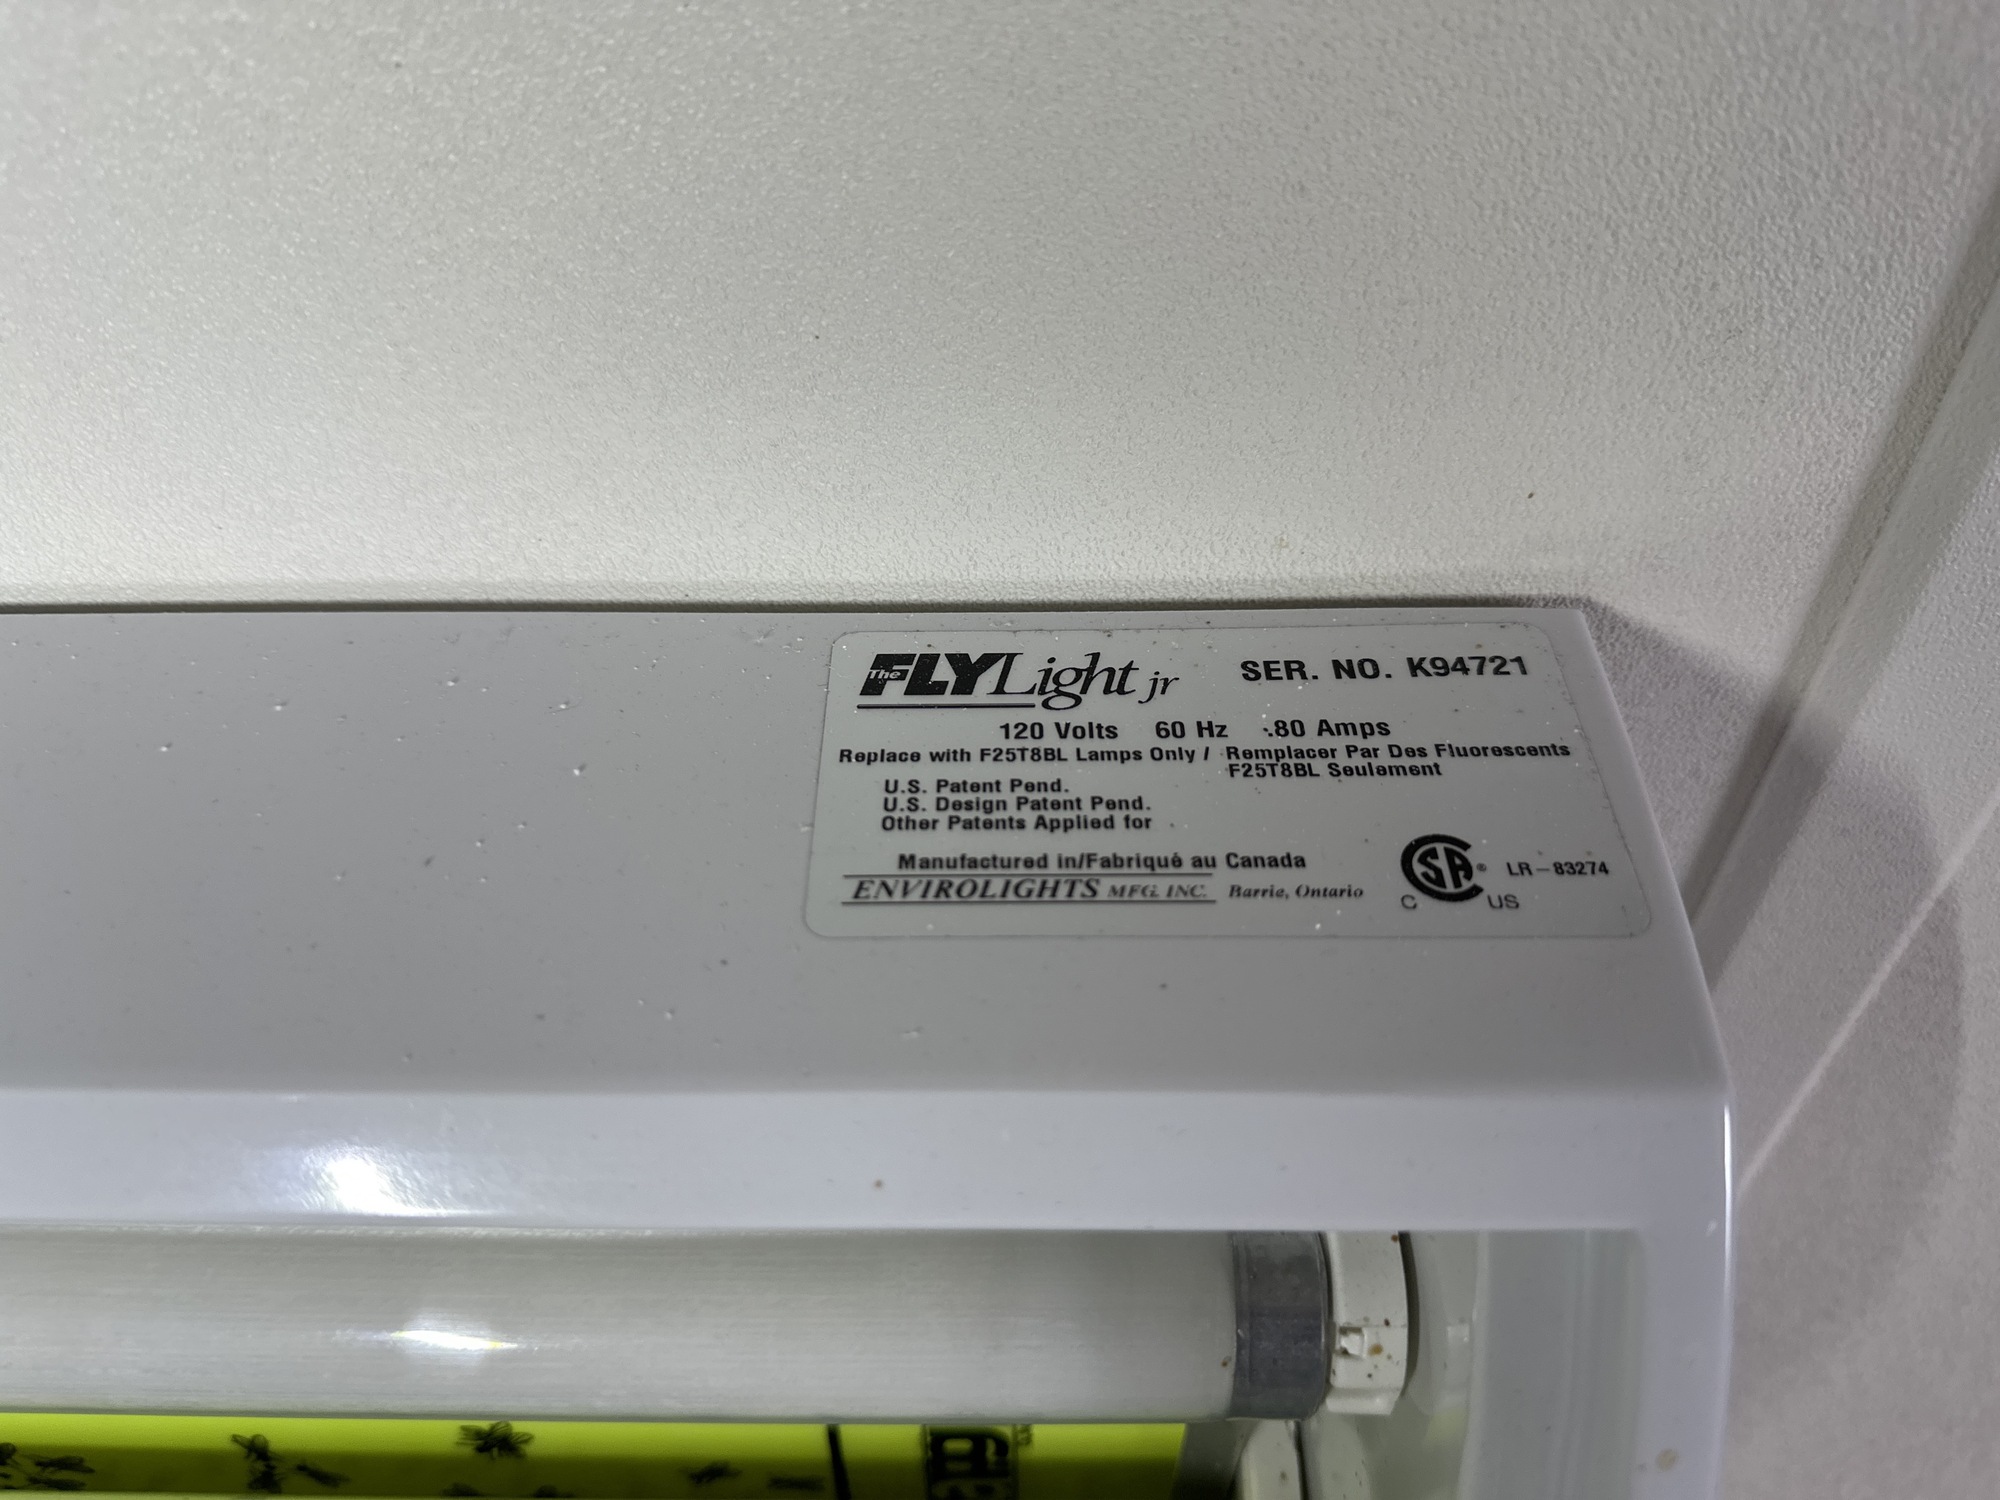 The FLYLight jr SER. NO. K94721
120 Volts 60 Hz .80 Amps
Replace with F25T8BL Lamps Only / Remplacer Par Des Fluorescents
F25T8BL Seulement
U.S. Patent Pend.
U.S. Design Patent Pend.
Other Patents Applied for
Manufactured in/Fabriqué au Canada
ENVIROLIGHTS MFG. INC. Barrie, Ontario
CSA® LR-83274
C US